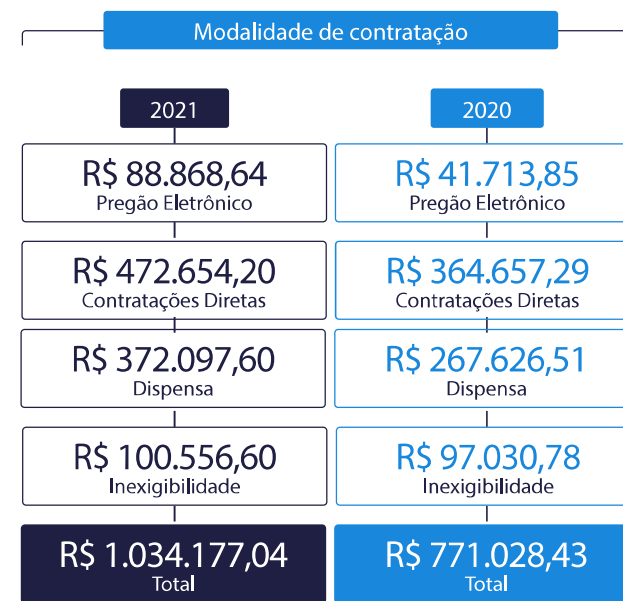 Modalidade de contratação
2021
R$ 88.868,64
Pregão Eletrônico
R$ 472.654,20
Contratações Diretas
R$ 372.097,60
Dispensa
R$ 100.556,60
Inexigibilidade
R$ 1.034.177,04
Total
2020
R$ 41.713,85
Pregão Eletrônico
R$ 364.657,29
Contratações Diretas
R$ 267.626,51
Dispensa
R$ 97.030,78
Inexigibilidade
R$ 771.028,43
Total